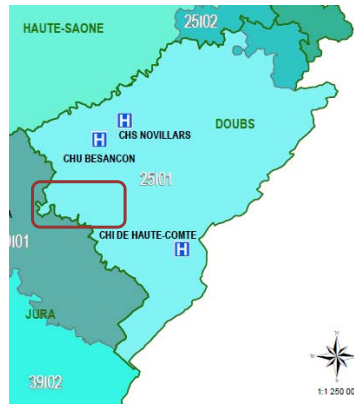 HAUTE-SAONE
25I02
H
CHS NOVILLARS
DOUBS
H
CHU BESANCON
25I01
CHI DE HAUTE-COMTE
H
JURA
39I02
1:1 250 00